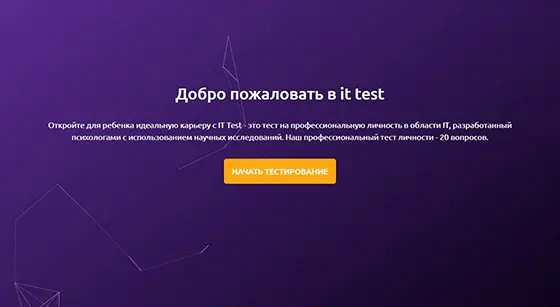 Добро пожаловать в it test
Откройте для ребенка идеальную карьеру с IT Test - это тест на профессиональную личность в области IT, разработанный
психологами с использованием научных исследований. Наш профессиональный тест личности - 20 вопросов.
НАЧАТЬ ТЕСТИРОВАНИЕ